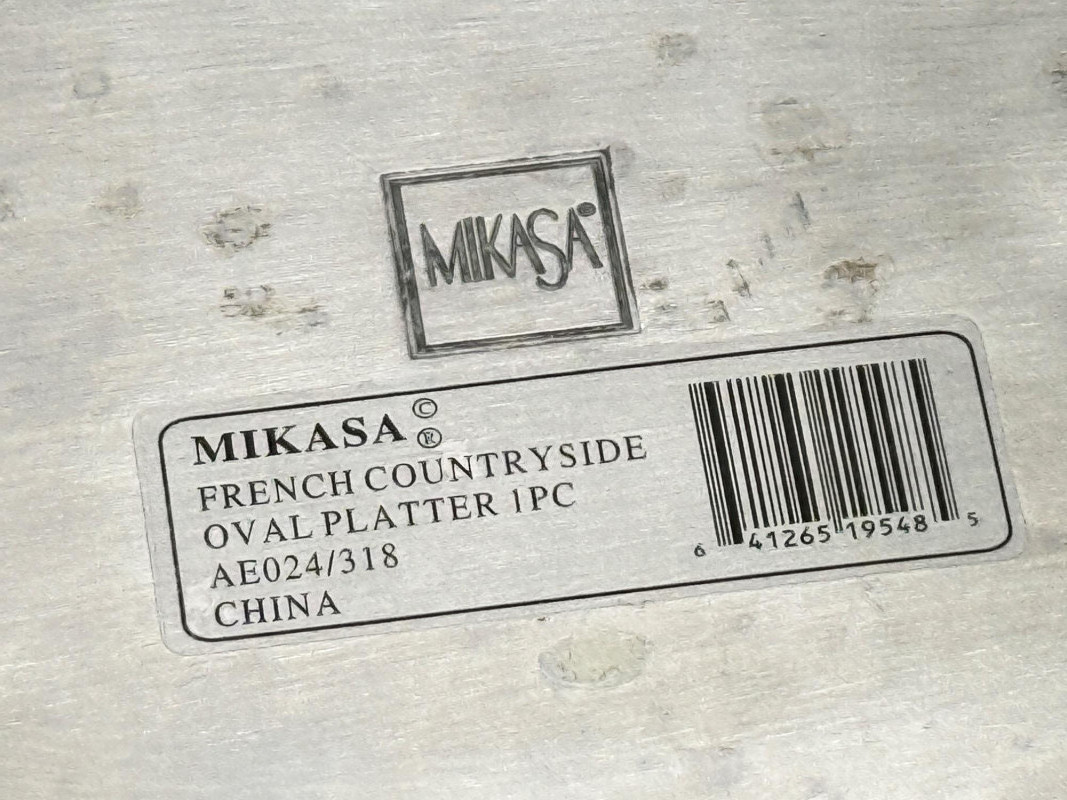 MIKASA
MIKASA © ®
FRENCH COUNTRYSIDE
OVAL PLATTER 1PC
AE024/318
CHINA
6 41265 19548 5